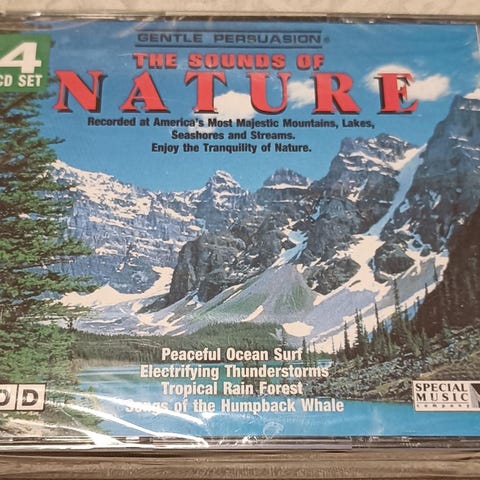 4
CD SET
GENTLE PERSUASION®
THE SOUNDS OF
NATURE
Recorded at America's Most Majestic Mountains, Lakes,
Seashores and Streams.
Enjoy the Tranquility of Nature.
Peaceful Ocean Surf
Electrifying Thunderstorms
Tropical Rain Forest
Songs of the Humpback Whale
D D
SPECIAL
MUSIC
Company